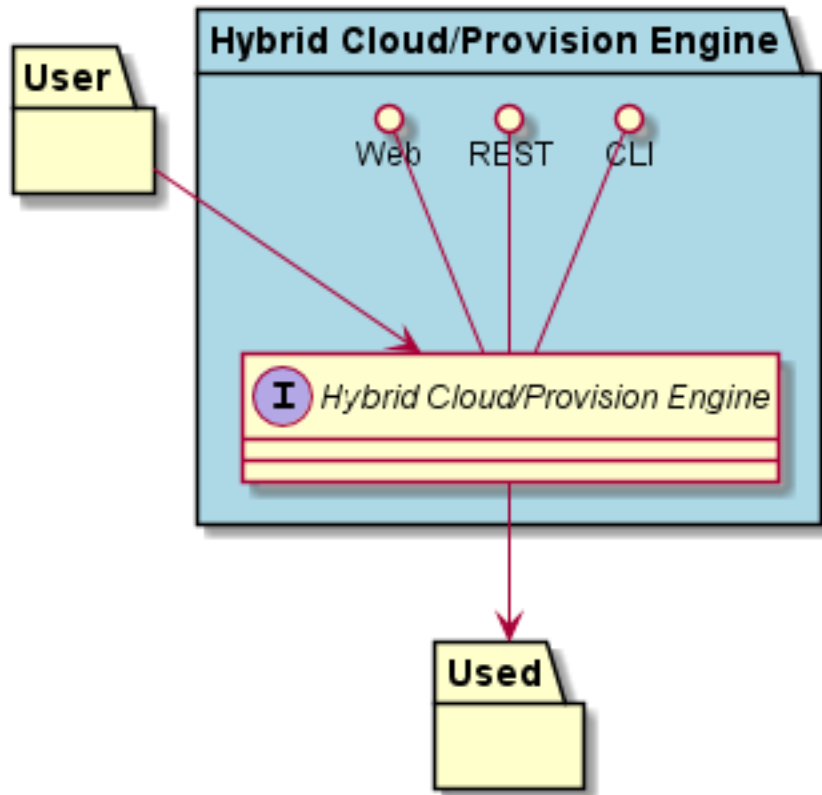 Hybrid Cloud/Provision Engine
User
Web
REST
CLI
I
Hybrid Cloud/Provision Engine
Used